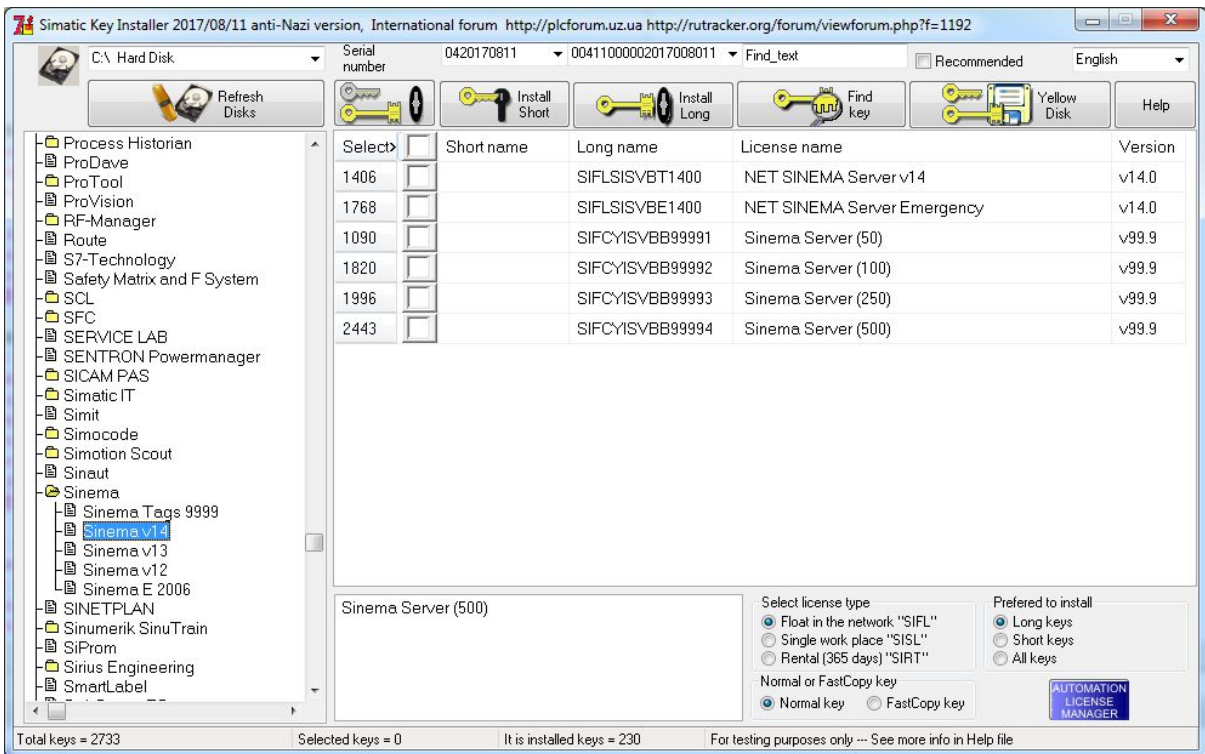 Simatic Key Installer 2017/08/11 anti-Nazi version, International forum http://plcforum.uz.ua http://rutracker.org/forum/viewforum.php?f=1192
C:\ Hard Disk
Serial number
0420170811
00411000002017008011
Find_text
Recommended
English
Refresh Disks
Install Short
Install Long
Find key
Yellow Disk
Help
Process Historian
ProDave
ProTool
ProVision
RF-Manager
Route
S7-Technology
Safety Matrix and F System
SCL
SFC
SERVICE LAB
SENTRON Powermanager
SICAM PAS
Simatic IT
Simit
Simocode
Simotion Scout
Sinaut
Sinema
Sinema Tags 9999
Sinema v14
Sinema v13
Sinema v12
Sinema E 2006
SINETPLAN
Sinumerik SinuTrain
SiProm
Sirius Engineering
SmartLabel
Select> Short name Long name License name Version
1406 SIFLSISVBT1400 NET SINEMA Server v14 v14.0
1768 SIFLSISVBE1400 NET SINEMA Server Emergency v14.0
1090 SIFCYISVBB99991 Sinema Server (50) v99.9
1820 SIFCYISVBB99992 Sinema Server (100) v99.9
1996 SIFCYISVBB99993 Sinema Server (250) v99.9
2443 SIFCYISVBB99994 Sinema Server (500) v99.9
Sinema Server (500)
Select license type
Float in the network "SIFL"
Single work place "SISL"
Rental (365 days) "SIRT"
Normal or FastCopy key
Normal key FastCopy key
Prefered to install
Long keys
Short keys
All keys
AUTOMATION
LICENSE
MANAGER
Total keys = 2733 Selected keys = 0 It is installed keys = 230 For testing purposes only --- See more info in Help file